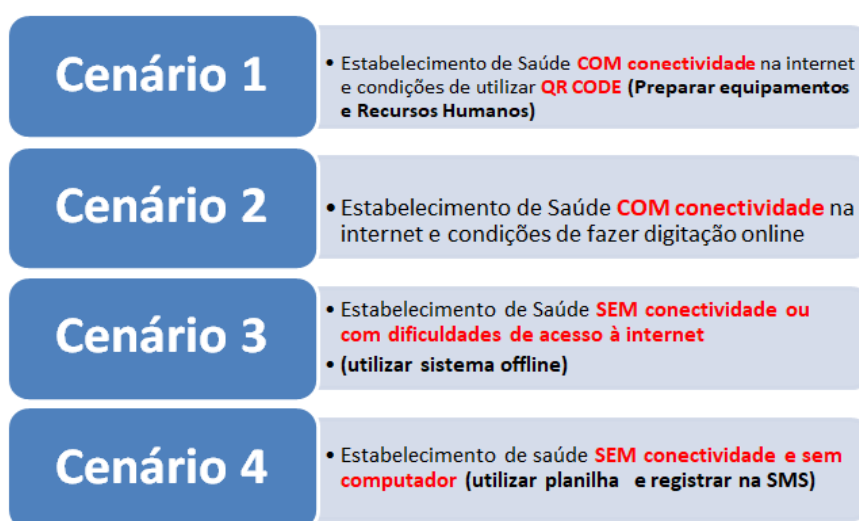 Cenário 1
• Estabelecimento de Saúde COM conectividade na internet
e condições de utilizar QR CODE (Preparar equipamentos
e Recursos Humanos)
Cenário 2
• Estabelecimento de Saúde COM conectividade na
internet e condições de fazer digitação online
Cenário 3
• Estabelecimento de Saúde SEM conectividade ou
com dificuldades de acesso à internet
• (utilizar sistema offline)
Cenário 4
• Estabelecimento de saúde SEM conectividade e sem
computador (utilizar planilha e registrar na SMS)